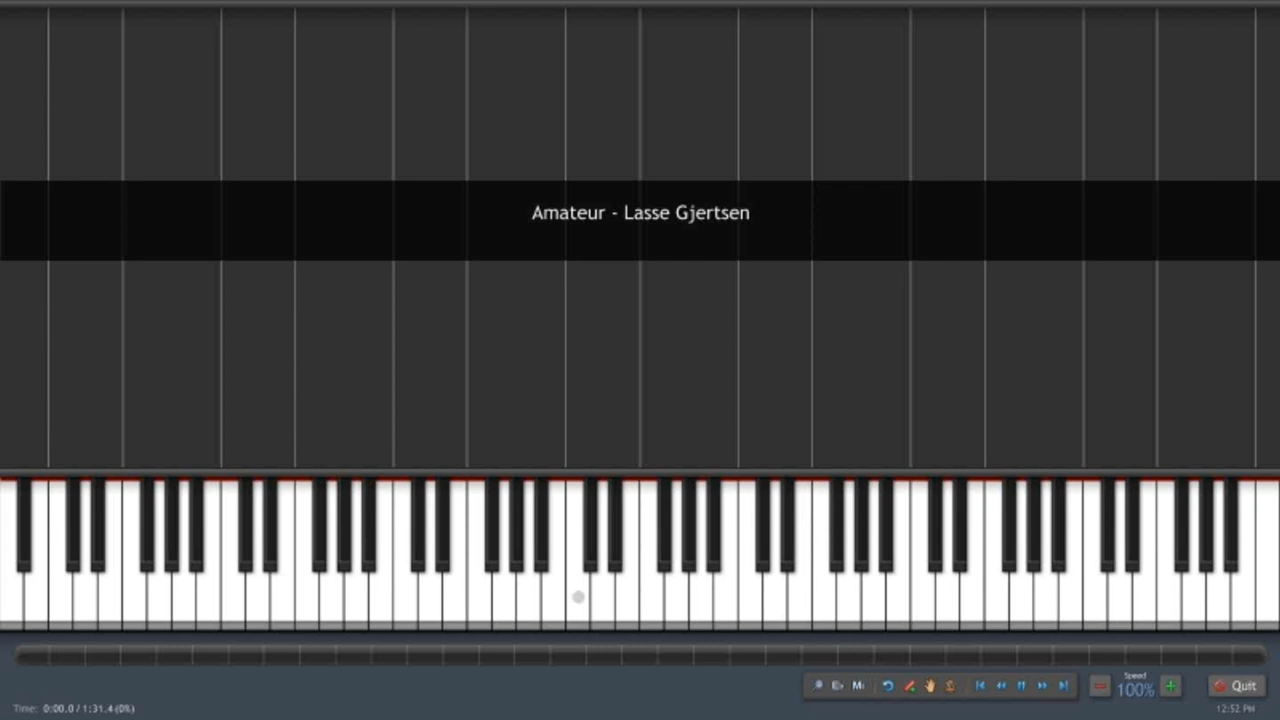 Amateur - Lasse Gjertsen
Speed
100%
Quit
Time: 0:00.0 / 1:31.4 (0%)
12:52 PM